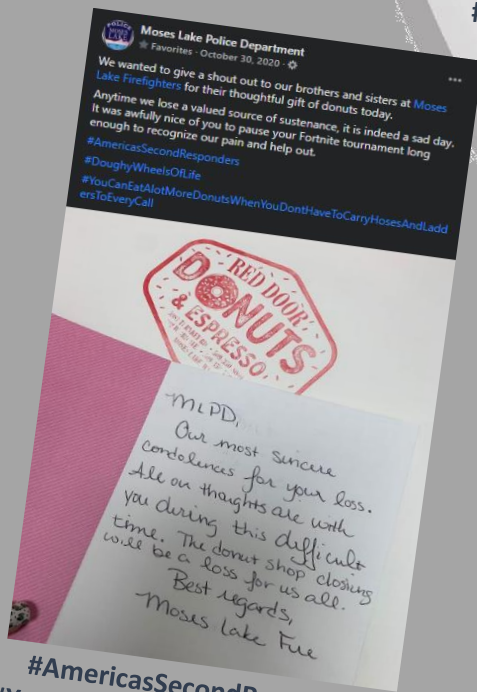 #
POLICE
MOSES LAKE
Moses Lake Police Department
Favorites · October 30, 2020 ·
We wanted to give a shout out to our brothers and sisters at Moses
Lake Firefighters for their thoughtful gift of donuts today.
Anytime we lose a valued source of sustenance, it is indeed a sad day.
It was awfully nice of you to pause your Fortnite tournament long
enough to recognize our pain and help out.
#AmericasSecondResponders
#DoughyWheelsOfLife
#YouCanEatAlotMoreDonutsWhenYouDontHaveToCarryHosesAndLadd
ersToEveryCall
RED DOOR
DONUTS
& ESPRESSO
MLPD,
Our most sincere
condolences for your loss.
All our thoughts are with
you during this difficult
time. The donut shop closing
will be a loss for us all.
Best regards,
Moses Lake Fire
#AmericasSecondR